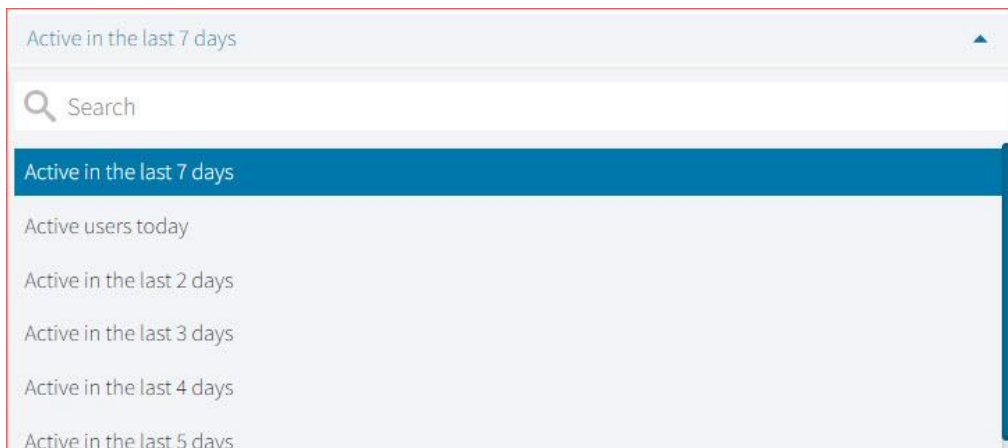 Active in the last 7 days
Search
Active in the last 7 days
Active users today
Active in the last 2 days
Active in the last 3 days
Active in the last 4 days
Active in the last 5 days